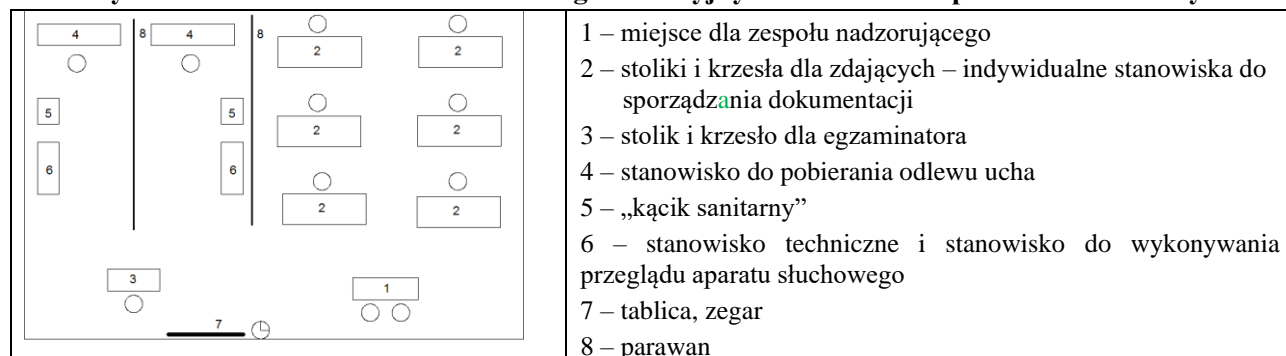 4 8 4 8 2 2
5 5 2 2
6 6
2 2
3 1
7
1 – miejsce dla zespołu nadzorującego
2 – stoliki i krzesła dla zdających – indywidualne stanowiska do
sporządzania dokumentacji
3 – stolik i krzesło dla egzaminatora
4 – stanowisko do pobierania odlewu ucha
5 – „kącik sanitarny”
6 – stanowisko techniczne i stanowisko do wykonywania
przeglądu aparatu słuchowego
7 – tablica, zegar
8 – parawan